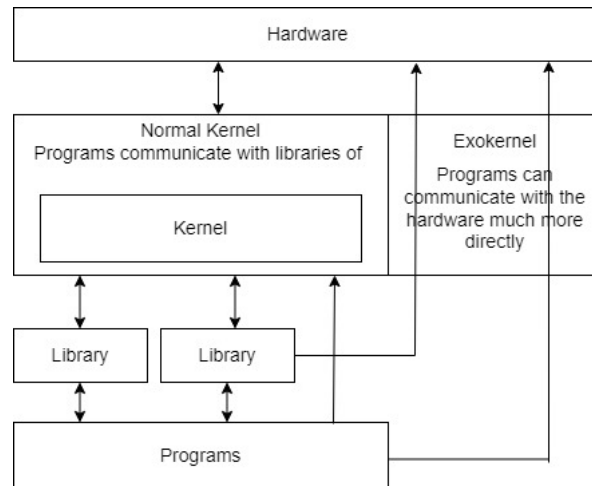 Hardware
Normal Kernel
Programs communicate with libraries of
Kernel
Exokernel
Programs can
communicate with the
hardware much more
directly
Library
Library
Programs